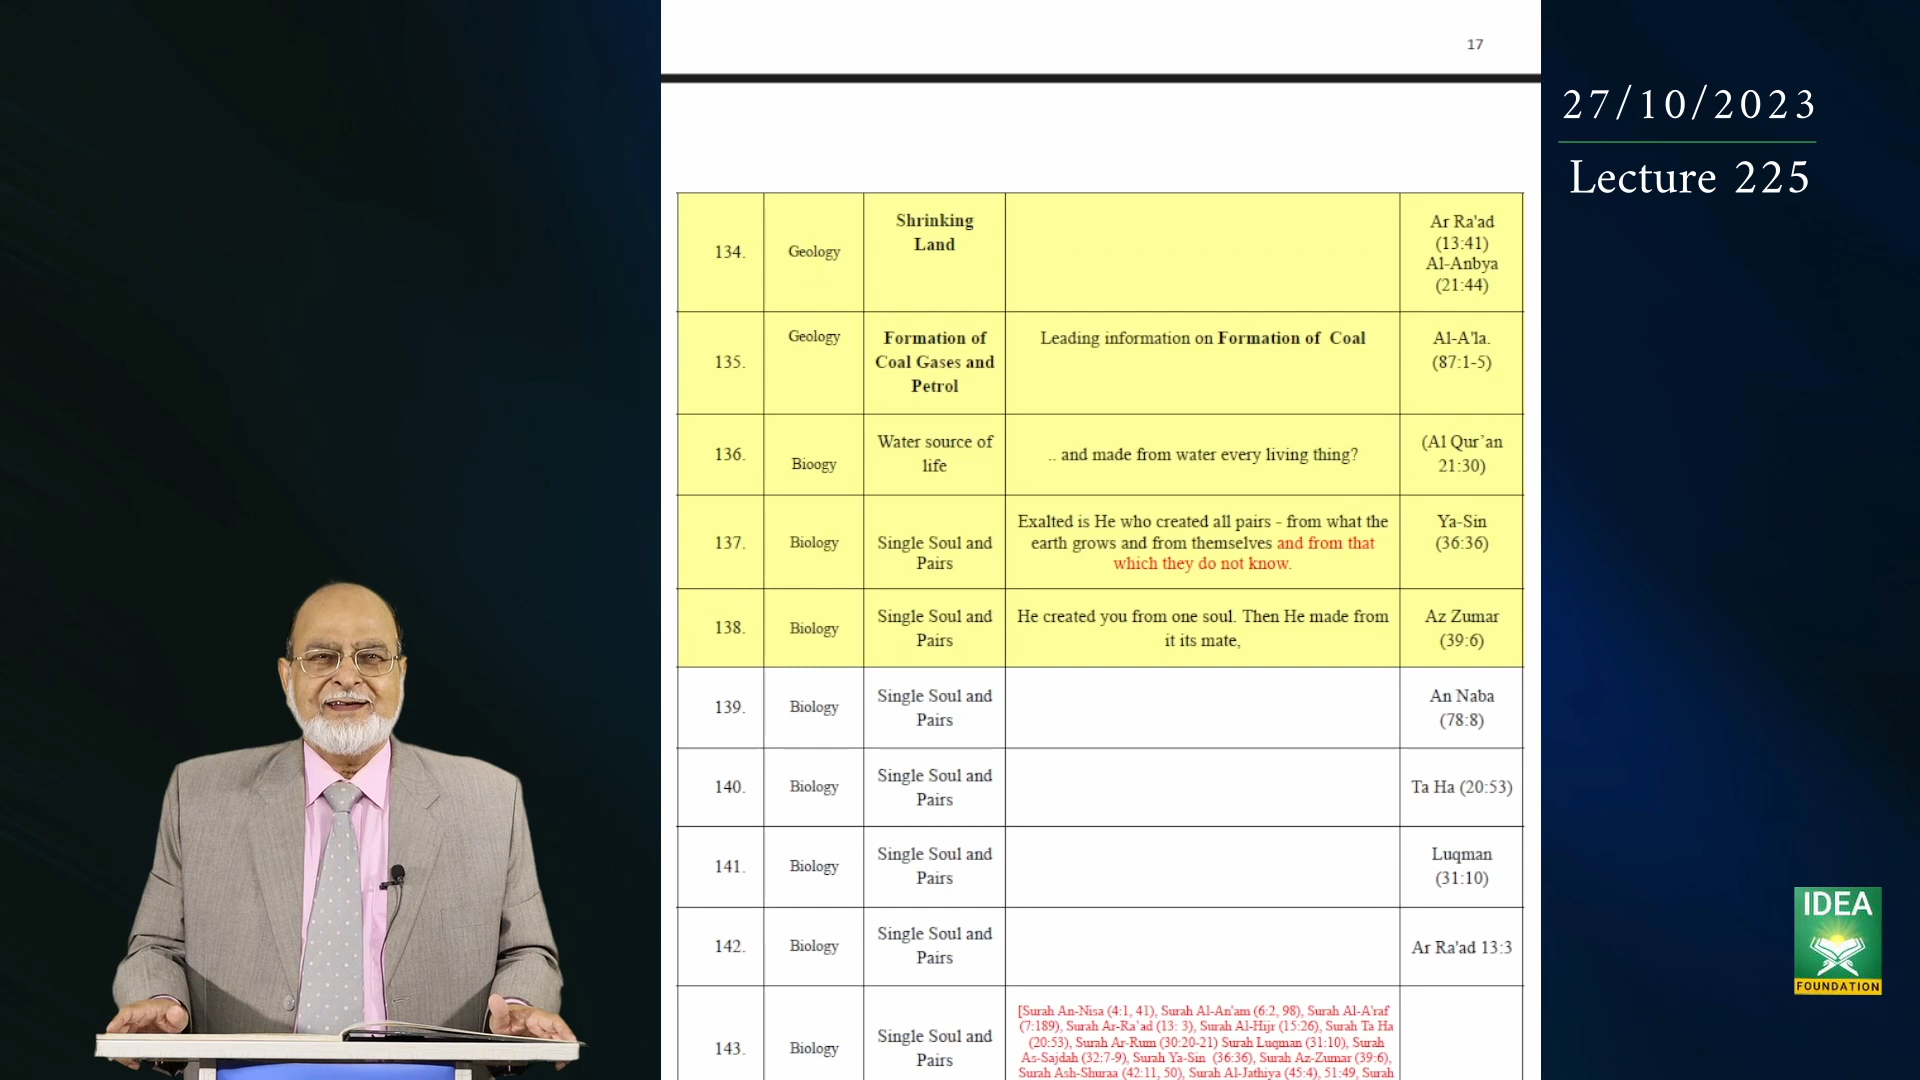 17
27/10/2023
Lecture 225
134.
Geology
Shrinking
Land
Ar Ra'ad
(13:41)
Al-Anbya
(21:44)
135.
Geology
Formation of
Coal Gases and
Petrol
Leading information on Formation of Coal
Al-A'la.
(87:1-5)
136.
Bioogy
Water source of
life
.. and made from water every living thing?
(Al Qur`an
21:30)
137.
Biology
Single Soul and
Pairs
Exalted is He who created all pairs - from what the
earth grows and from themselves and from that
which they do not know.
Ya-Sin
(36:36)
138.
Biology
Single Soul and
Pairs
He created you from one soul. Then He made from
it its mate,
Az Zumar
(39:6)
139.
Biology
Single Soul and
Pairs
An Naba
(78:8)
140.
Biology
Single Soul and
Pairs
Ta Ha (20:53)
141.
Biology
Single Soul and
Pairs
Luqman
(31:10)
142.
Biology
Single Soul and
Pairs
Ar Ra'ad 13:3
143.
Biology
Single Soul and
Pairs
[Surah An-Nisa (4:1, 41), Surah Al-An'am (6:2, 98), Surah Al-A'raf
(7:189), Surah Ar-Ra`ad (13: 3), Surah Al-Hijr (15:26), Surah Ta Ha
(20:53), Surah Ar-Rum (30:20-21) Surah Luqman (31:10), Surah
As-Sajdah (32:7-9), Surah Ya-Sin (36:36), Surah Az-Zumar (39:6),
Surah Ash-Shuraa (42:11, 50), Surah Al-Jathiya (45:4), 51:49, Surah
IDEA
FOUNDATION